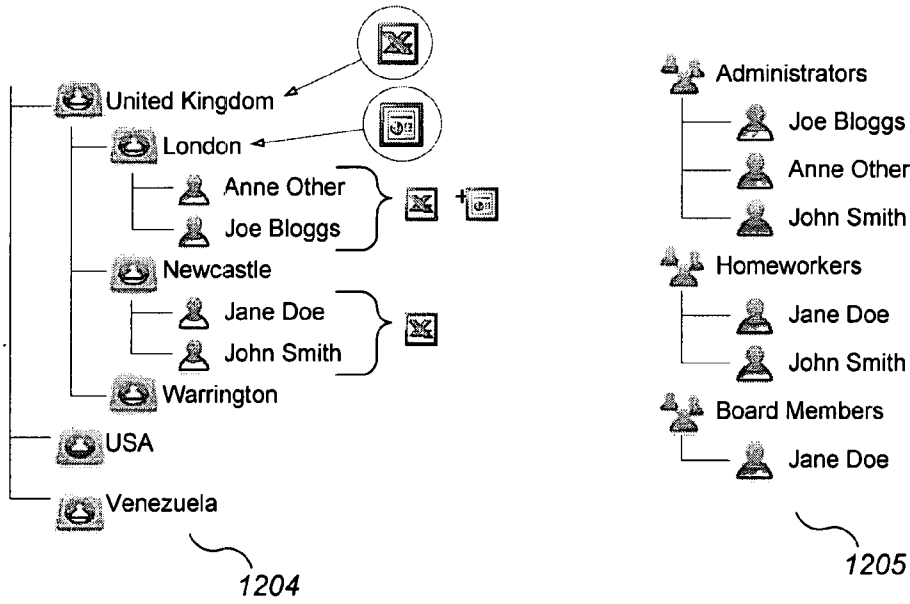 United Kingdom
London
Anne Other
Joe Bloggs
+
Newcastle
Jane Doe
John Smith
Warrington
USA
Venezuela
1204
Administrators
Joe Bloggs
Anne Other
John Smith
Homeworkers
Jane Doe
John Smith
Board Members
Jane Doe
1205